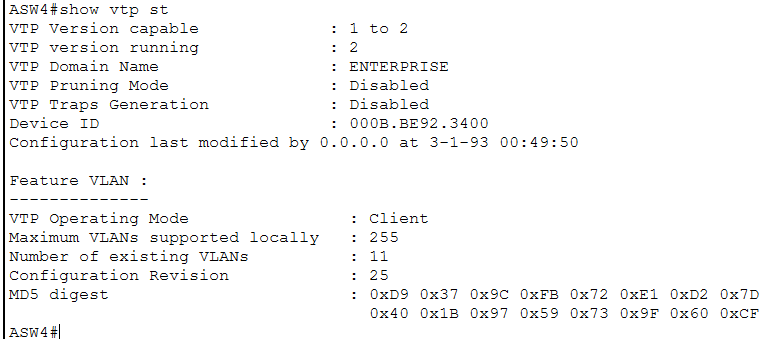 ASW4#show vtp st
VTP Version capable : 1 to 2
VTP version running : 2
VTP Domain Name : ENTERPRISE
VTP Pruning Mode : Disabled
VTP Traps Generation : Disabled
Device ID : 000B.BE92.3400
Configuration last modified by 0.0.0.0 at 3-1-93 00:49:50
Feature VLAN :
--------------
VTP Operating Mode : Client
Maximum VLANs supported locally : 255
Number of existing VLANs : 11
Configuration Revision : 25
MD5 digest : 0xD9 0x37 0x9C 0xFB 0x72 0xE1 0xD2 0x7D
0x40 0x1B 0x97 0x59 0x73 0x9F 0x60 0xCF
ASW4#